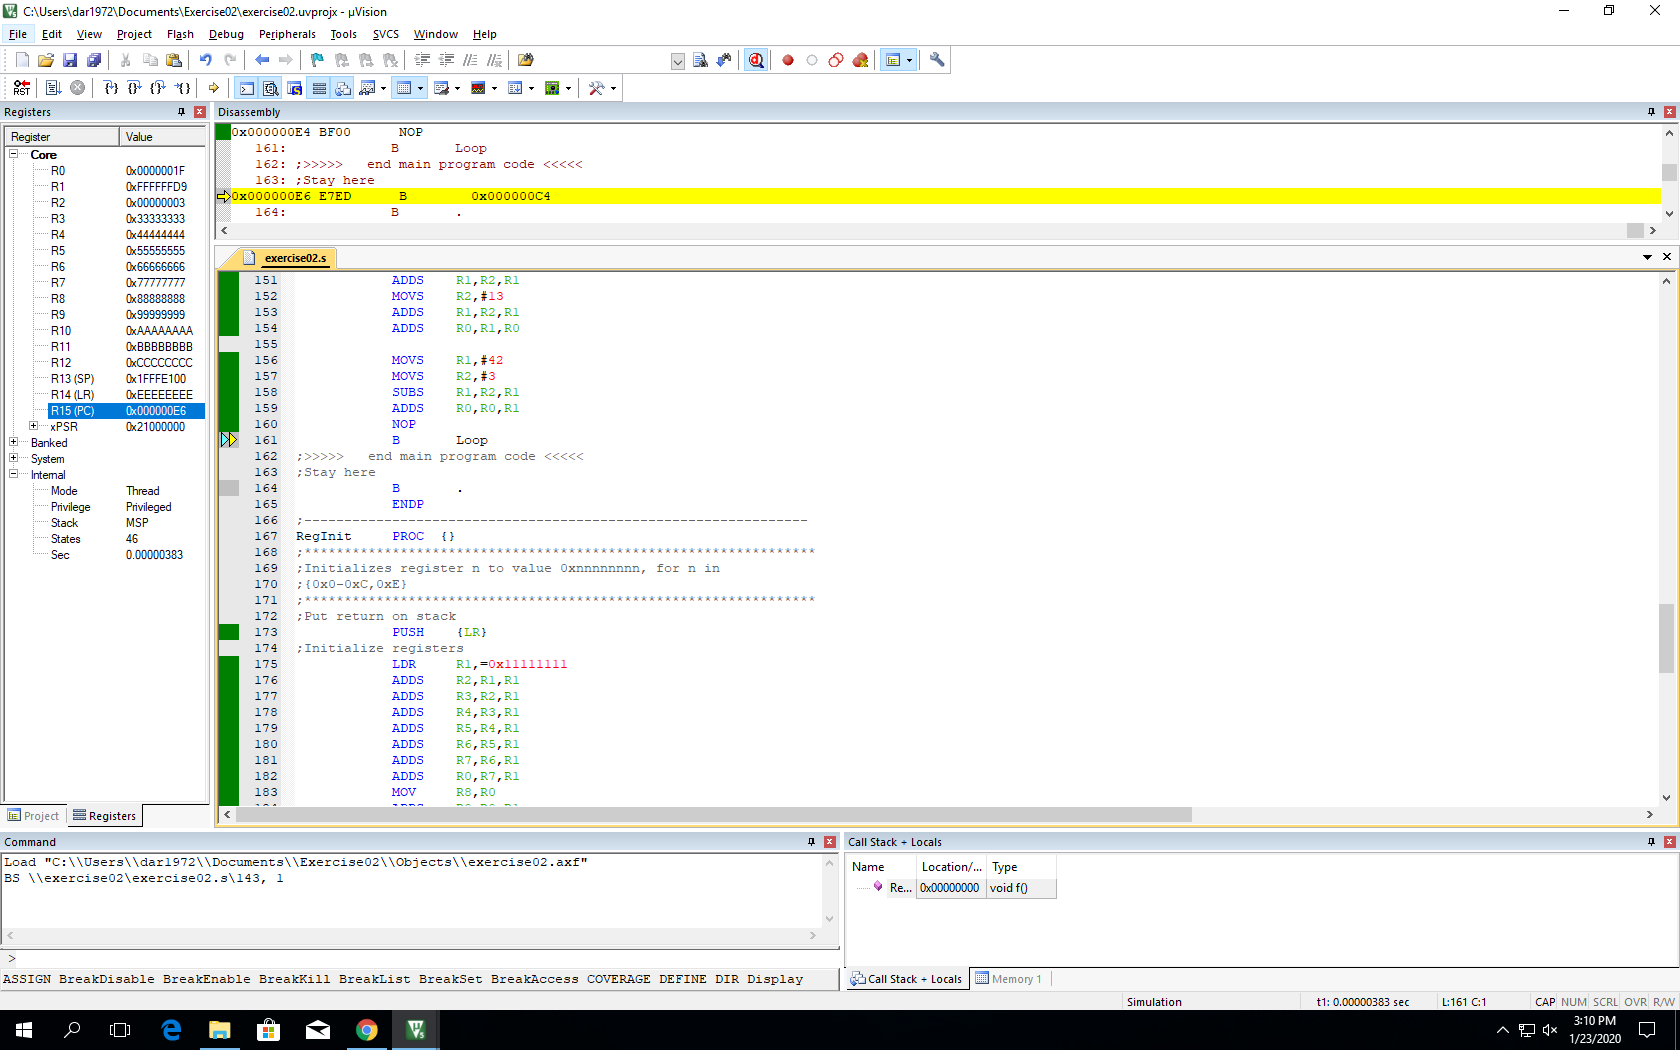 C:\Users\dar1972\Documents\Exercise02\exercise02.uvprojx - µVision
File Edit View Project Flash Debug Peripherals Tools SVCS Window Help
RST
Registers
Register Value
Core
R0 0x0000001F
R1 0xFFFFFFD9
R2 0x00000003
R3 0x33333333
R4 0x44444444
R5 0x55555555
R6 0x66666666
R7 0x77777777
R8 0x88888888
R9 0x99999999
R10 0xAAAAAAAA
R11 0xBBBBBBBB
R12 0xCCCCCCCC
R13 (SP) 0x1FFFE100
R14 (LR) 0xEEEEEEEE
R15 (PC) 0x000000E6
xPSR 0x21000000
Banked
System
Internal
Mode Thread
Privilege Privileged
Stack MSP
States 46
Sec 0.00000383
Project Registers
Disassembly
0x000000E4 BF00 NOP
161: B Loop
162: ;>>>>> end main program code <<<<<
163: ;Stay here
0x000000E6 E7ED B 0x000000C4
164: B .
exercise02.s
151 ADDS R1,R2,R1
152 MOVS R2,#13
153 ADDS R1,R2,R1
154 ADDS R0,R1,R0
155
156 MOVS R1,#42
157 MOVS R2,#3
158 SUBS R1,R2,R1
159 ADDS R0,R0,R1
160 NOP
161 B Loop
162 ;>>>>> end main program code <<<<<
163 ;Stay here
164 B .
165 ENDP
166 ;---------------------------------------------------------------
167 RegInit PROC {}
168 ;****************************************************************
169 ;Initializes register n to value 0xnnnnnnnn, for n in
170 ;{0x0-0xC,0xE}
171 ;****************************************************************
172 ;Put return on stack
173 PUSH {LR}
174 ;Initialize registers
175 LDR R1,=0x11111111
176 ADDS R2,R1,R1
177 ADDS R3,R2,R1
178 ADDS R4,R3,R1
179 ADDS R5,R4,R1
180 ADDS R6,R5,R1
181 ADDS R7,R6,R1
182 ADDS R0,R7,R1
183 MOV R8,R0
Command
Load "C:\\Users\\dar1972\\Documents\\Exercise02\\Objects\\exercise02.axf"
BS \\exercise02\exercise02.s\143, 1
>
ASSIGN BreakDisable BreakEnable BreakKill BreakList BreakSet BreakAccess COVERAGE DEFINE DIR Display
Call Stack + Locals
Name Location/... Type
Re... 0x00000000 void f()
Call Stack + Locals Memory 1
Simulation t1: 0.00000383 sec L:161 C:1 CAP NUM SCRL OVR R/W
3:10 PM
1/23/2020